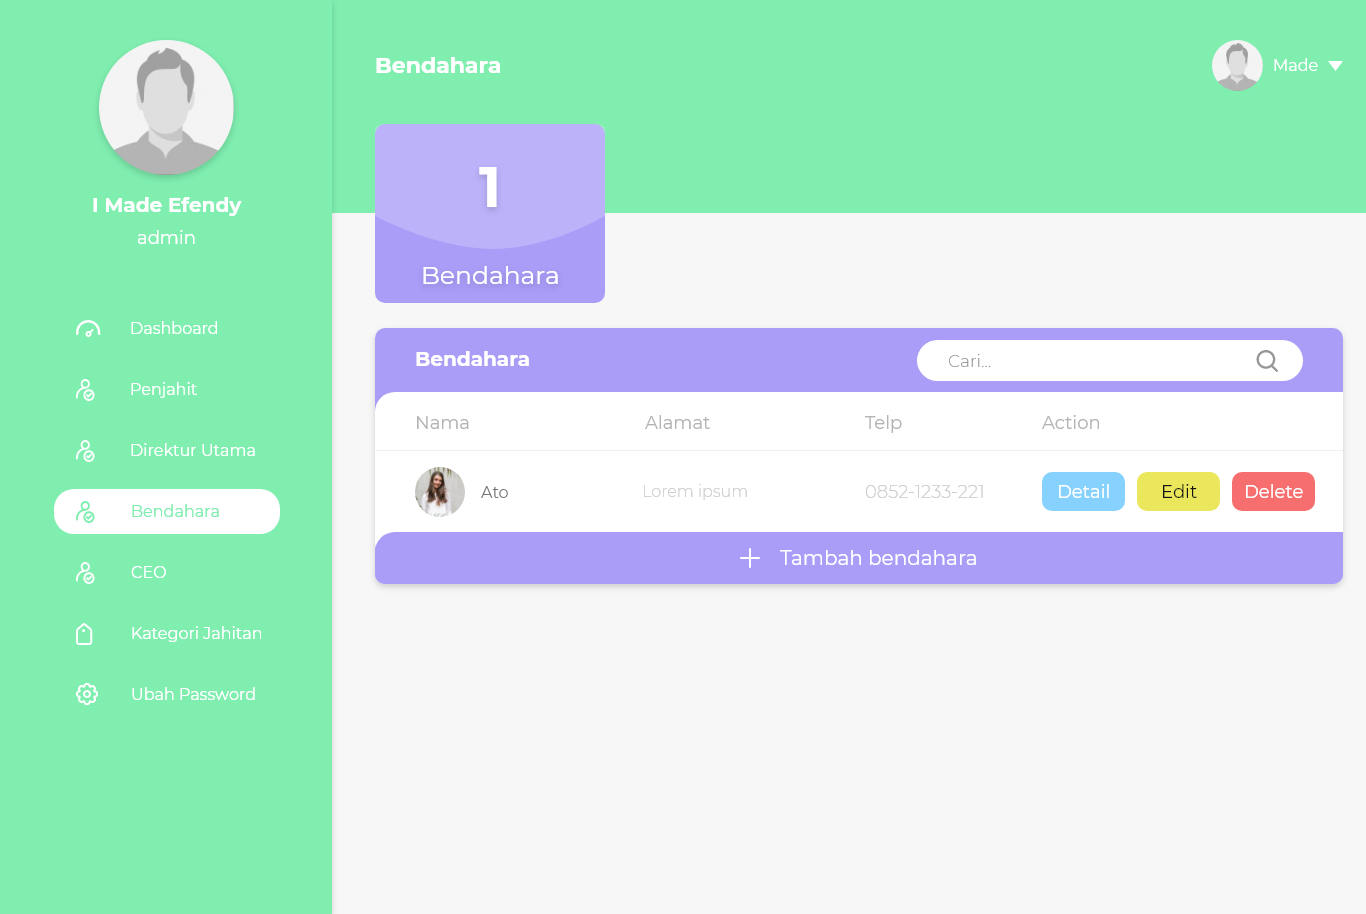 I Made Efendy
admin
Dashboard
Penjahit
Direktur Utama
Bendahara
CEO
Kategori Jahitan
Ubah Password
Bendahara
Made
1
Bendahara
Bendahara
Cari...
Nama Alamat Telp Action
Ato Lorem ipsum 0852-1233-221 Detail Edit Delete
Tambah bendahara